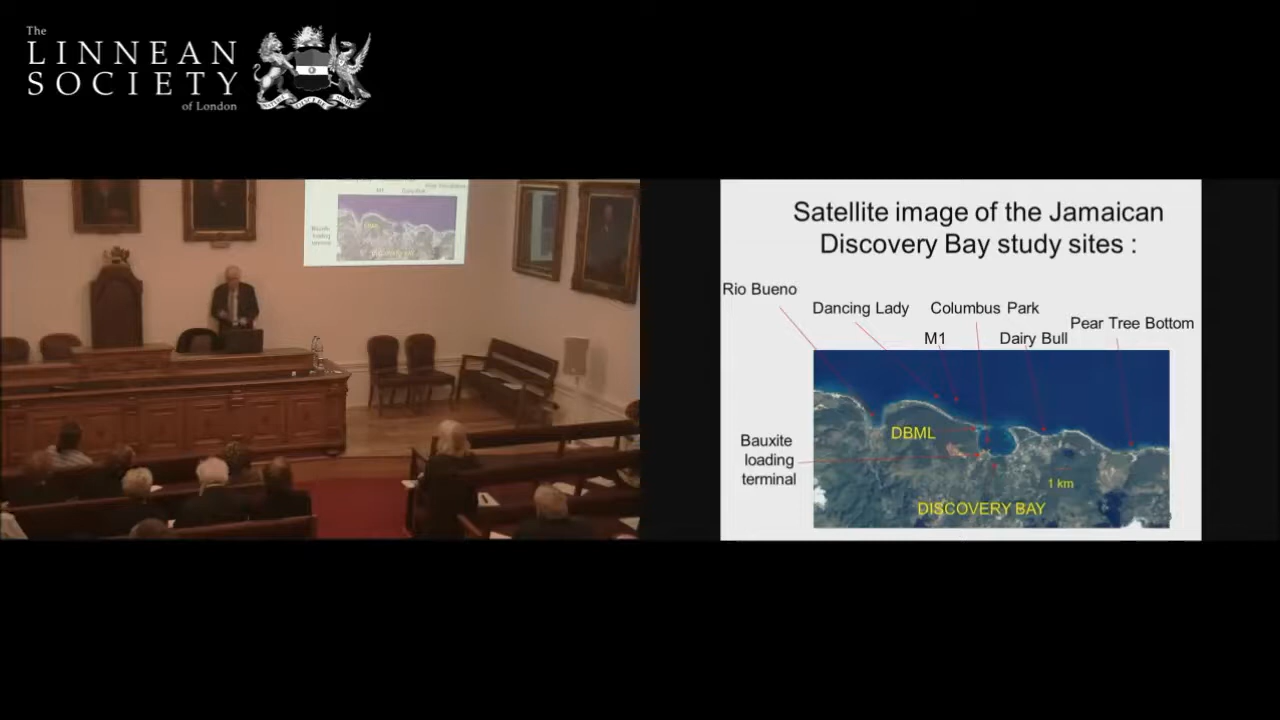 The
LINNEAN
SOCIETY
of London
Satellite image of the Jamaican
Discovery Bay study sites :
Rio Bueno
Dancing Lady
Columbus Park
Pear Tree Bottom
M1
Dairy Bull
DBML
Bauxite
loading
terminal
1 km
DISCOVERY BAY